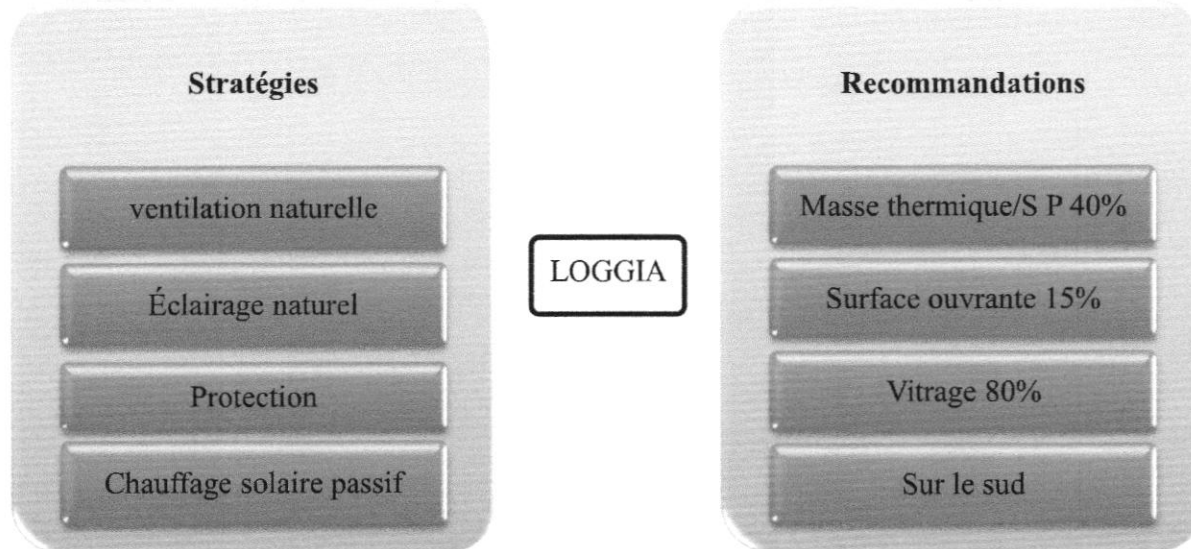 Stratégies
ventilation naturelle
Éclairage naturel
Protection
Chauffage solaire passif
LOGGIA
Recommandations
Masse thermique/S P 40%
Surface ouvrante 15%
Vitrage 80%
Sur le sud